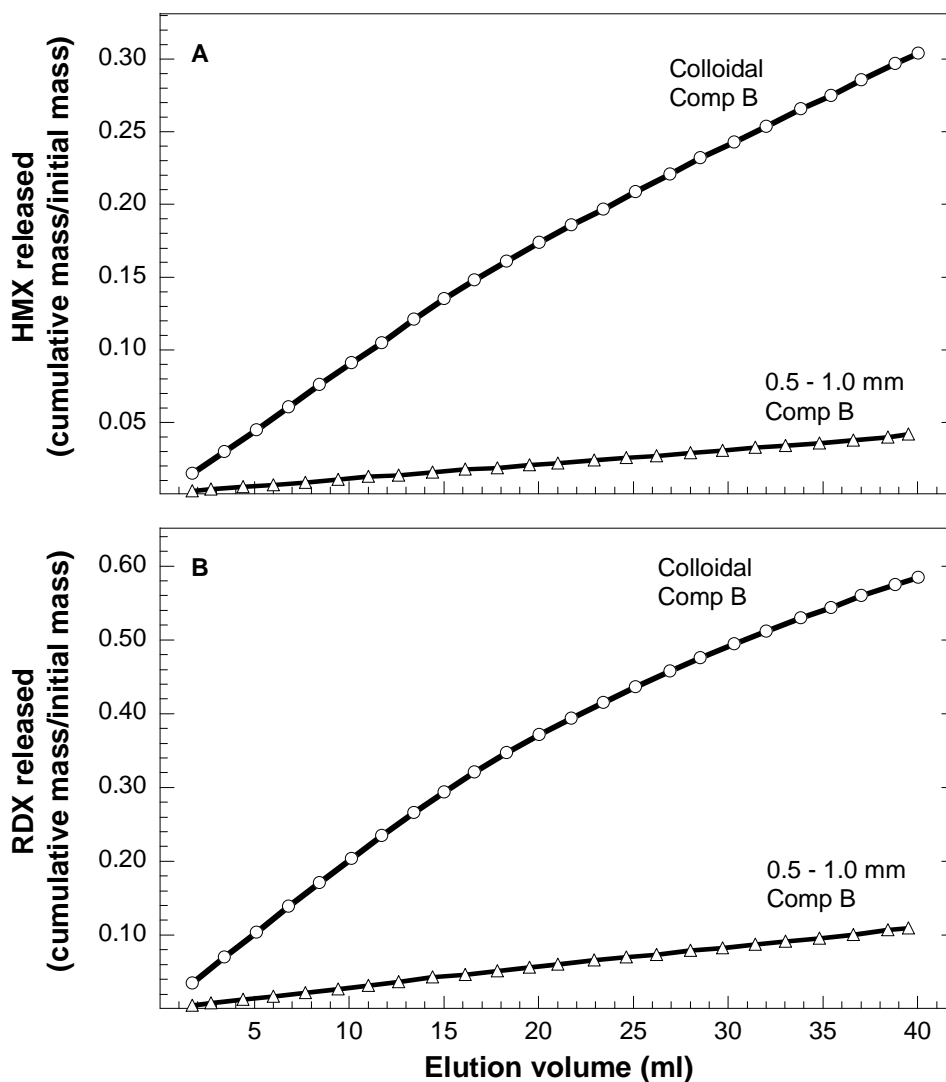 A
HMX released
(cumulative mass/initial mass)
0.30
0.25
0.20
0.15
0.10
0.05
Colloidal
Comp B
0.5 - 1.0 mm
Comp B
B
RDX released
(cumulative mass/initial mass)
0.60
0.50
0.40
0.30
0.20
0.10
Colloidal
Comp B
0.5 - 1.0 mm
Comp B
5 10 15 20 25 30 35 40
Elution volume (ml)